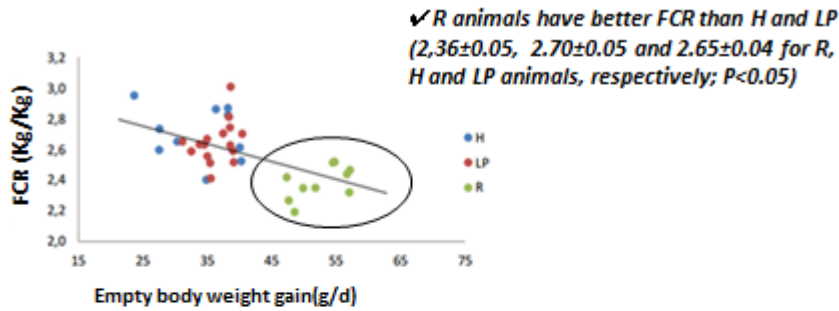 ✔R animals have better FCR than H and LP
(2,36±0.05, 2.70±0.05 and 2.65±0.04 for R,
H and LP animals, respectively; P<0.05)
FCR (Kg/Kg)
3,2
3,0
2,8
2,6
2,4
2,2
2,0
15 25 35 45 55 65 75
Empty body weight gain(g/d)
H
LP
R